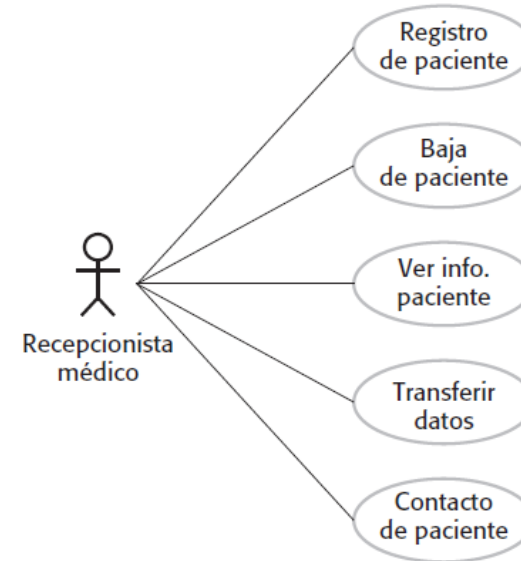 Registro
de paciente
Baja
de paciente
Ver info.
paciente
Recepcionista
médico
Transferir
datos
Contacto
de paciente